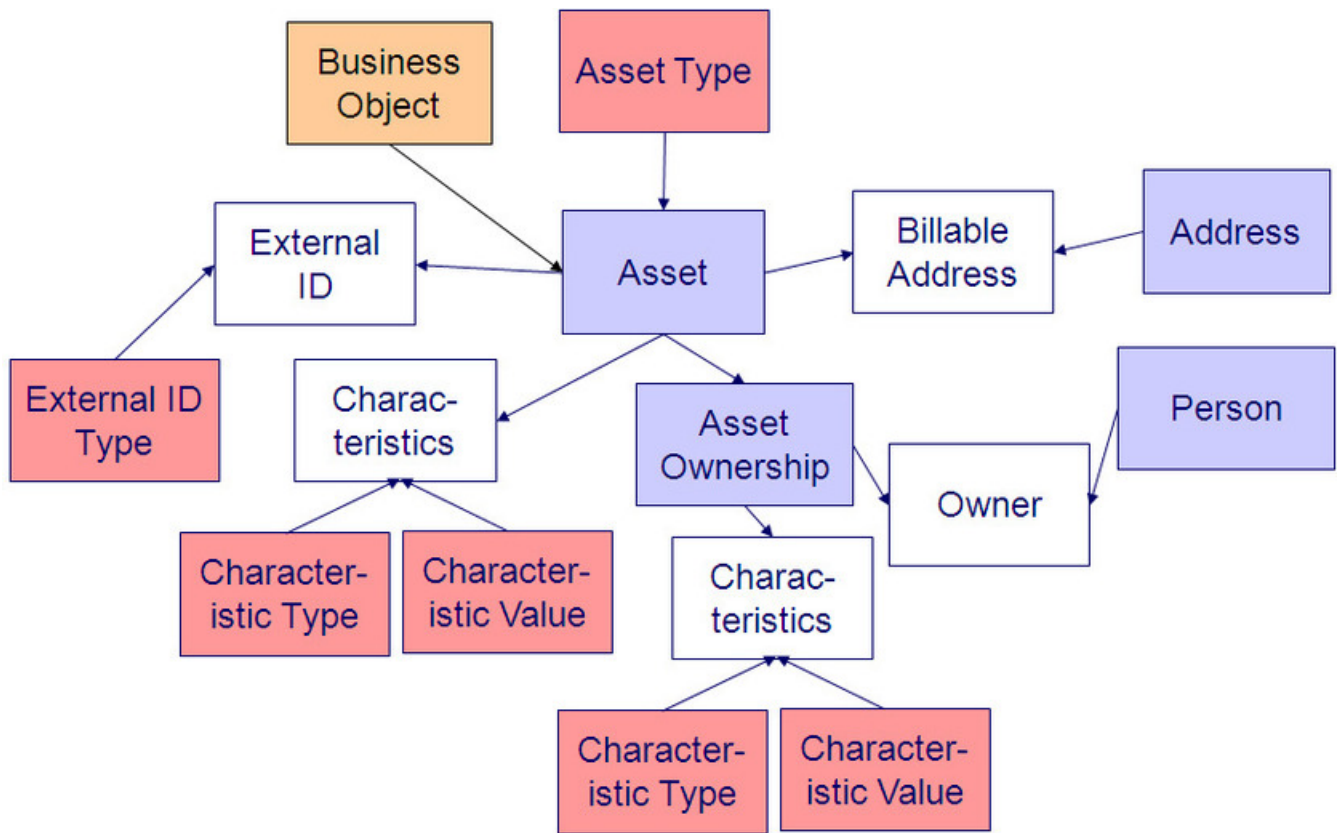 Business
Object
Asset Type
External
ID
Asset
Billable
Address
Address
External ID
Type
Charac-
teristics
Asset
Ownership
Person
Owner
Character-
istic Type
Character-
istic Value
Charac-
teristics
Character-
istic Type
Character-
istic Value